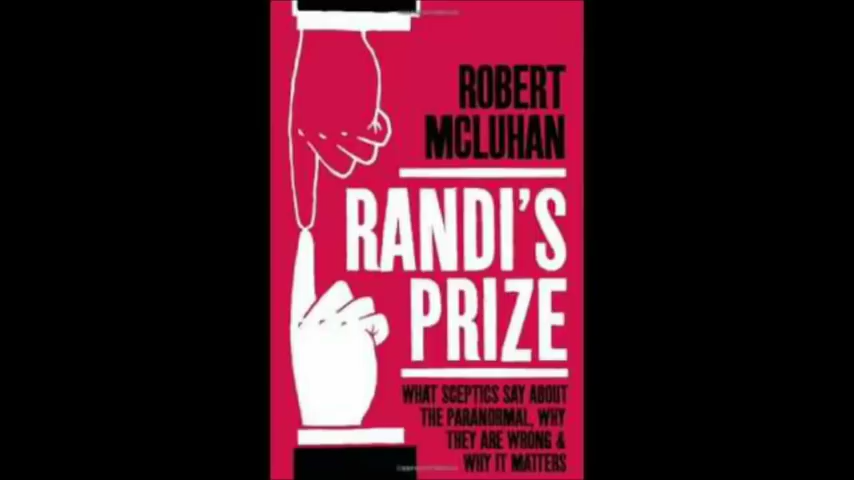 ROBERT
MCLUHAN
RANDI'S
PRIZE
WHAT SCEPTICS SAY ABOUT
THE PARANORMAL, WHY
THEY ARE WRONG &
WHY IT MATTERS